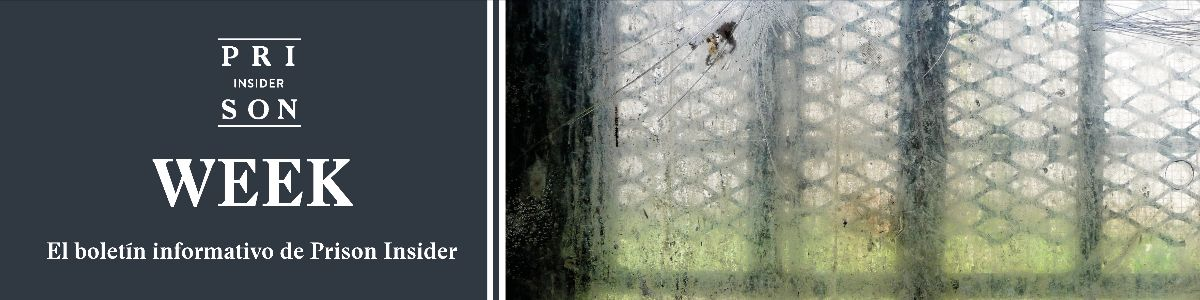 PRI
INSIDER
SON
WEEK
El boletín informativo de Prison Insider